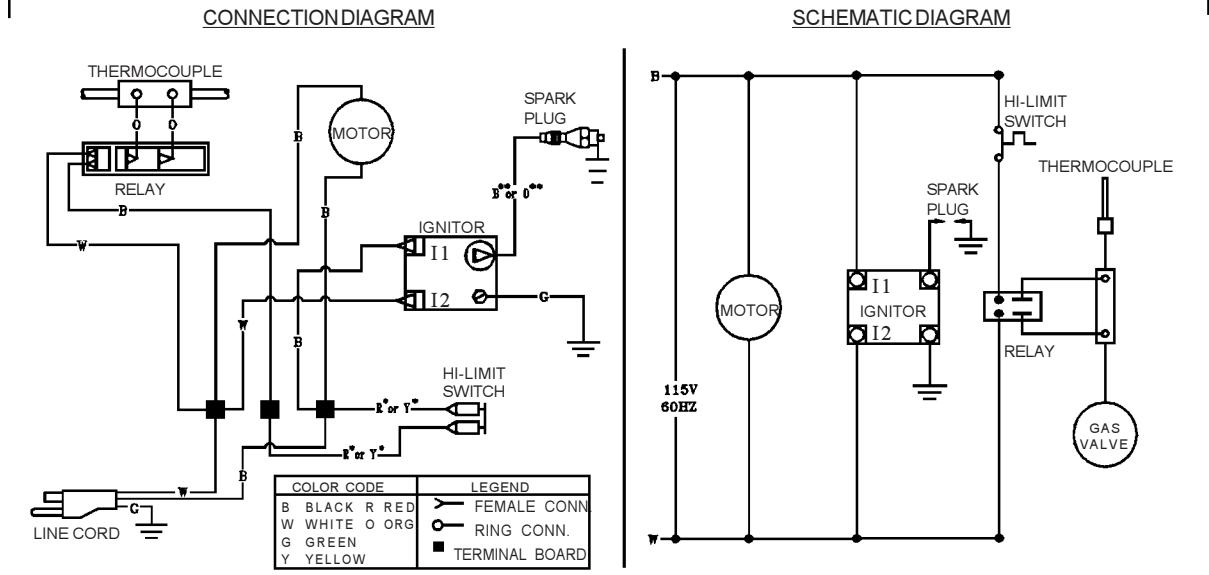 CONNECTION DIAGRAM
THERMOCOUPLE
O
O
RELAY
B
W
B
MOTOR
B
SPARK
PLUG
B** or O**
IGNITOR
I1
I2
G
W
B
HI-LIMIT
SWITCH
R* or Y*
R* or Y*
B
W
G
LINE CORD
COLOR CODE
B BLACK R RED
W WHITE O ORG
G GREEN
Y YELLOW
LEGEND
FEMALE CONN.
RING CONN.
TERMINAL BOARD
SCHEMATIC DIAGRAM
B
HI-LIMIT
SWITCH
THERMOCOUPLE
SPARK
PLUG
I1
IGNITOR
I2
MOTOR
RELAY
115V
60HZ
GAS
VALVE
W